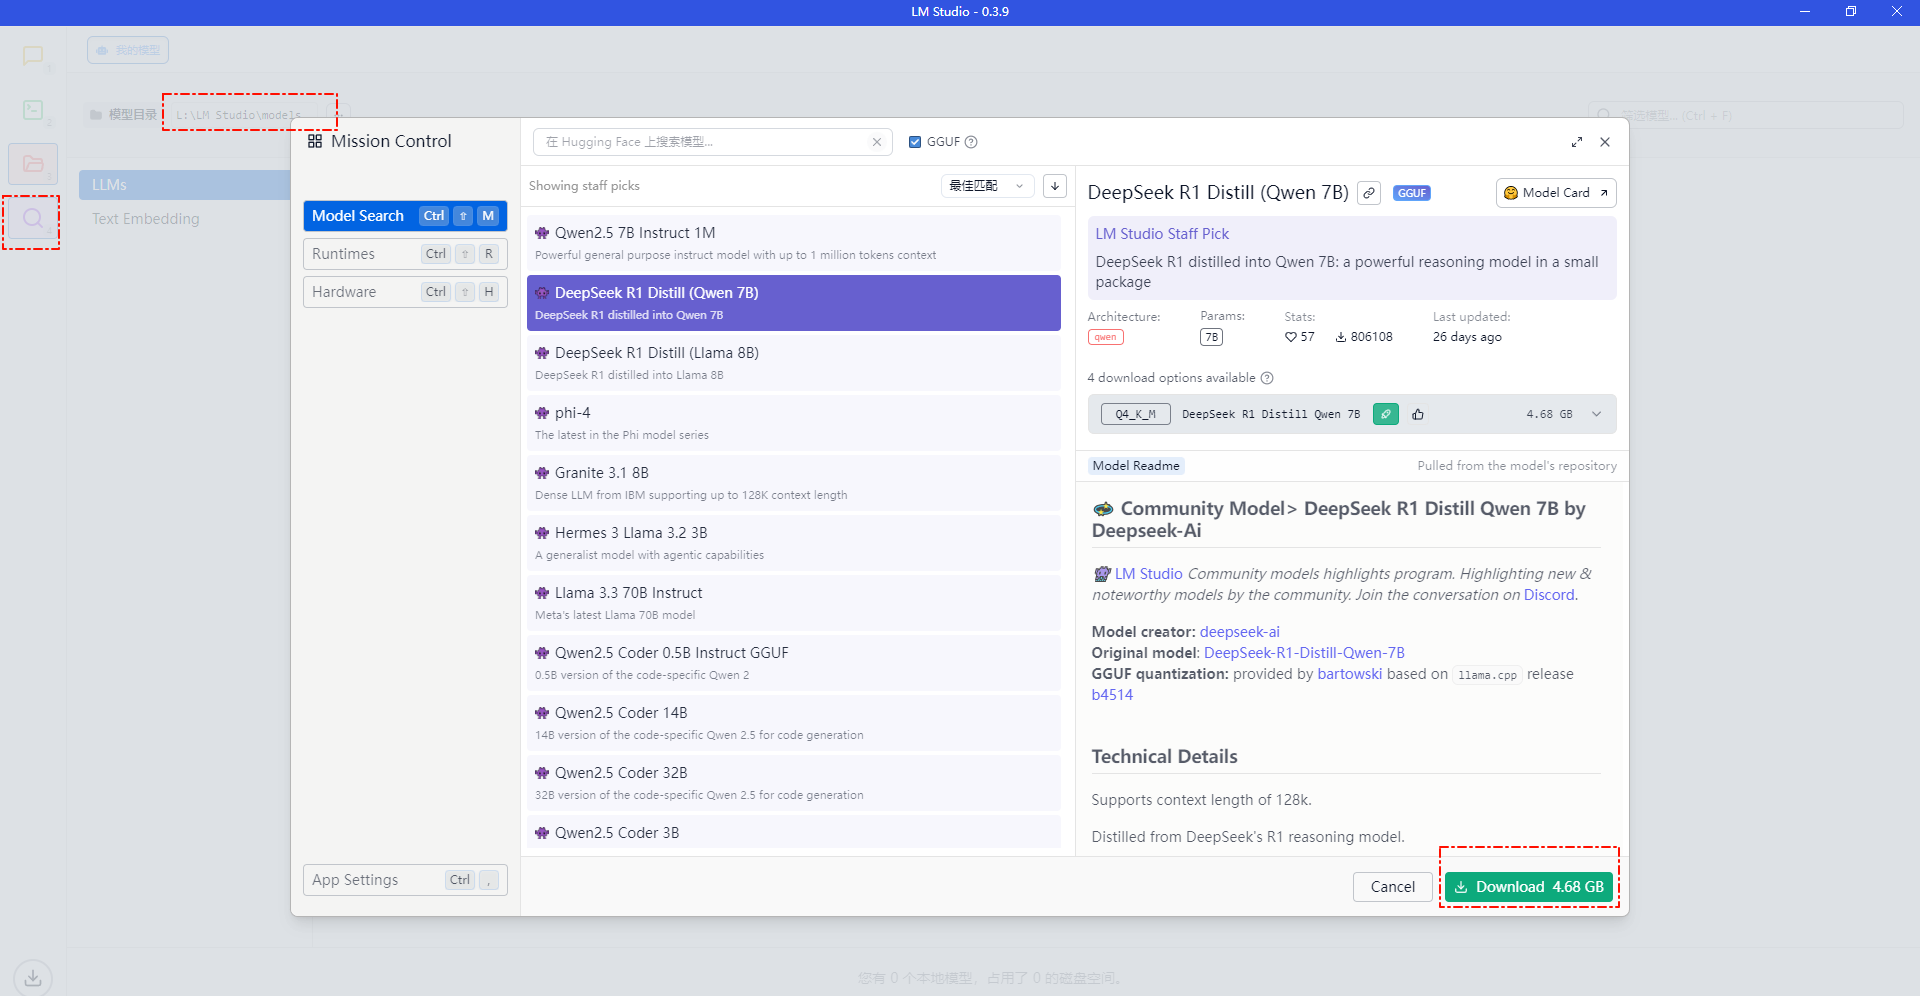 LM Studio - 0.3.9
我的模型
1
2
3
4
模型目录
L:\LM Studio\models
筛选模型... (Ctrl + F)
LLMs
Text Embedding
Mission Control
Model Search Ctrl ⇧ M
Runtimes Ctrl ⇧ R
Hardware Ctrl ⇧ H
App Settings Ctrl ,
在 Hugging Face 上搜索模型...
GGUF
Showing staff picks
最佳匹配
Qwen2.5 7B Instruct 1M
Powerful general purpose instruct model with up to 1 million tokens context
DeepSeek R1 Distill (Qwen 7B)
DeepSeek R1 distilled into Qwen 7B
DeepSeek R1 Distill (Llama 8B)
DeepSeek R1 distilled into Llama 8B
phi-4
The latest in the Phi model series
Granite 3.1 8B
Dense LLM from IBM supporting up to 128K context length
Hermes 3 Llama 3.2 3B
A generalist model with agentic capabilities
Llama 3.3 70B Instruct
Meta's latest Llama 70B model
Qwen2.5 Coder 0.5B Instruct GGUF
0.5B version of the code-specific Qwen 2
Qwen2.5 Coder 14B
14B version of the code-specific Qwen 2.5 for code generation
Qwen2.5 Coder 32B
32B version of the code-specific Qwen 2.5 for code generation
Qwen2.5 Coder 3B
DeepSeek R1 Distill (Qwen 7B)
GGUF
Model Card
LM Studio Staff Pick
DeepSeek R1 distilled into Qwen 7B: a powerful reasoning model in a small
package
Architecture: Params: Stats: Last updated:
qwen 7B 57 806108 26 days ago
4 download options available
Q4_K_M DeepSeek R1 Distill Qwen 7B 4.68 GB
Model Readme
Pulled from the model's repository
Community Model> DeepSeek R1 Distill Qwen 7B by
Deepseek-Ai
LM Studio Community models highlights program. Highlighting new &
noteworthy models by the community. Join the conversation on Discord.
Model creator: deepseek-ai
Original model: DeepSeek-R1-Distill-Qwen-7B
GGUF quantization: provided by bartowski based on llama.cpp release
b4514
Technical Details
Supports context length of 128k.
Distilled from DeepSeek's R1 reasoning model.
Cancel
Download 4.68 GB
您有 0 个本地模型，占用了 0 的磁盘空间。